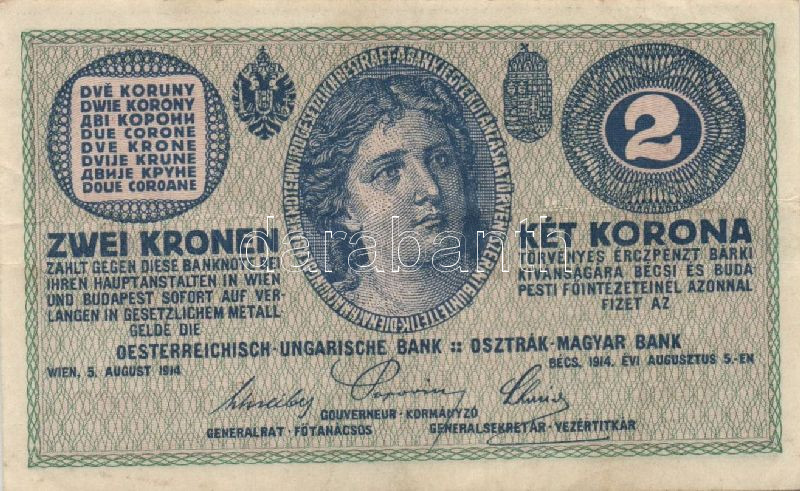 DVĚ KORUNY
DWIE KORONY
ДВІ КОРОНИ
DUE CORONE
DVE KRONE
DVIJE KRUNE
ДВИЈЕ КРУНЕ
DOUE COROANE
2
ZWEI KRONEN
ZAHLT GEGEN DIESE BANKNOTE BEI
IHREN HAUPTANSTALTEN IN WIEN
UND BUDAPEST SOFORT AUF VER-
LANGEN IN GESETZLICHEM METALL
GELDE DIE
KÉT KORONA
TÖRVÉNYES ÉRCZPÉNZT BÁRKI
KIVÁNSÁGÁRA BÉCSI ÉS BUDA
PESTI FŐINTÉZETEINÉL AZONNAL
FIZET AZ
OESTERREICHISCH-UNGARISCHE BANK :: OSZTRÁK-MAGYAR BANK
WIEN, 5. AUGUST 1914
BÉCS, 1914. ÉVI AUGUSZTUS 5.-ÉN
GOUVERNEUR · KORMÁNYZÓ
GENERALRAT · FŐTANÁCSOS
GENERALSEKRETÄR · VEZÉRTITKÁR
darabanth